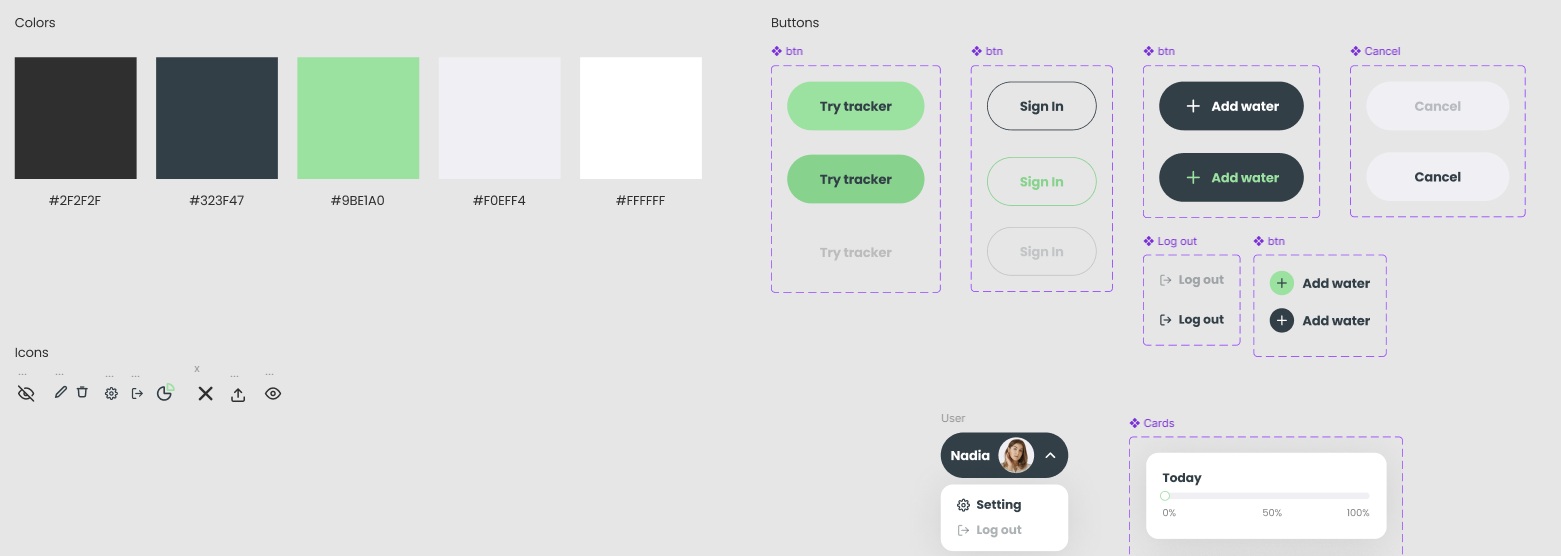 Colors
#2F2F2F
#323F47
#9BE1A0
#F0EFF4
#FFFFFF
Icons
...
...
...
...
x
...
...
Buttons
btn
Try tracker
Try tracker
Try tracker
btn
Sign In
Sign In
Sign In
btn
Add water
Add water
Cancel
Cancel
Cancel
Log out
Log out
Log out
btn
Add water
Add water
User
Nadia
Setting
Log out
Cards
Today
0% 50% 100%